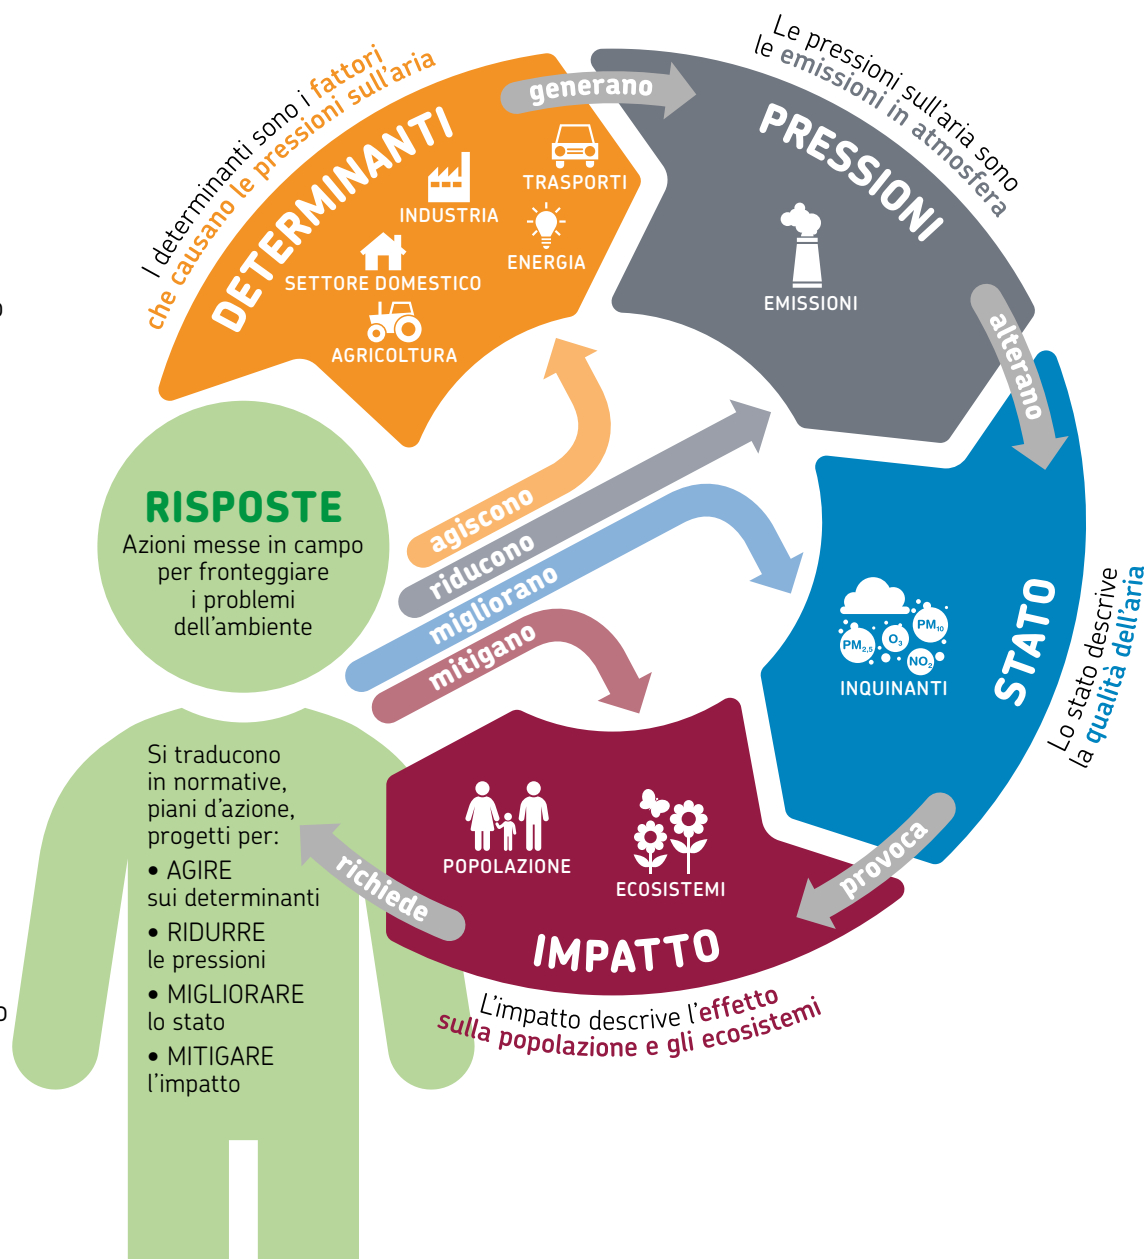 I determinanti sono i fattori
che causano le pressioni sull'aria
DETERMINANTI
TRASPORTI
INDUSTRIA
ENERGIA
SETTORE DOMESTICO
AGRICOLTURA
generano
Le pressioni sull'aria sono
le emissioni in atmosfera
PRESSIONI
EMISSIONI
alterano
STATO
PM10
PM2,5
O3
NO2
INQUINANTI
Lo stato descrive
la qualità dell'aria
provoca
IMPATTO
POPOLAZIONE
ECOSISTEMI
L'impatto descrive l'effetto
sulla popolazione e gli ecosistemi
richiede
RISPOSTE
Azioni messe in campo
per fronteggiare
i problemi
dell'ambiente
agiscono
riducono
migliorano
mitigano
Si traducono
in normative,
piani d'azione,
progetti per:
• AGIRE
sui determinanti
• RIDURRE
le pressioni
• MIGLIORARE
lo stato
• MITIGARE
l'impatto